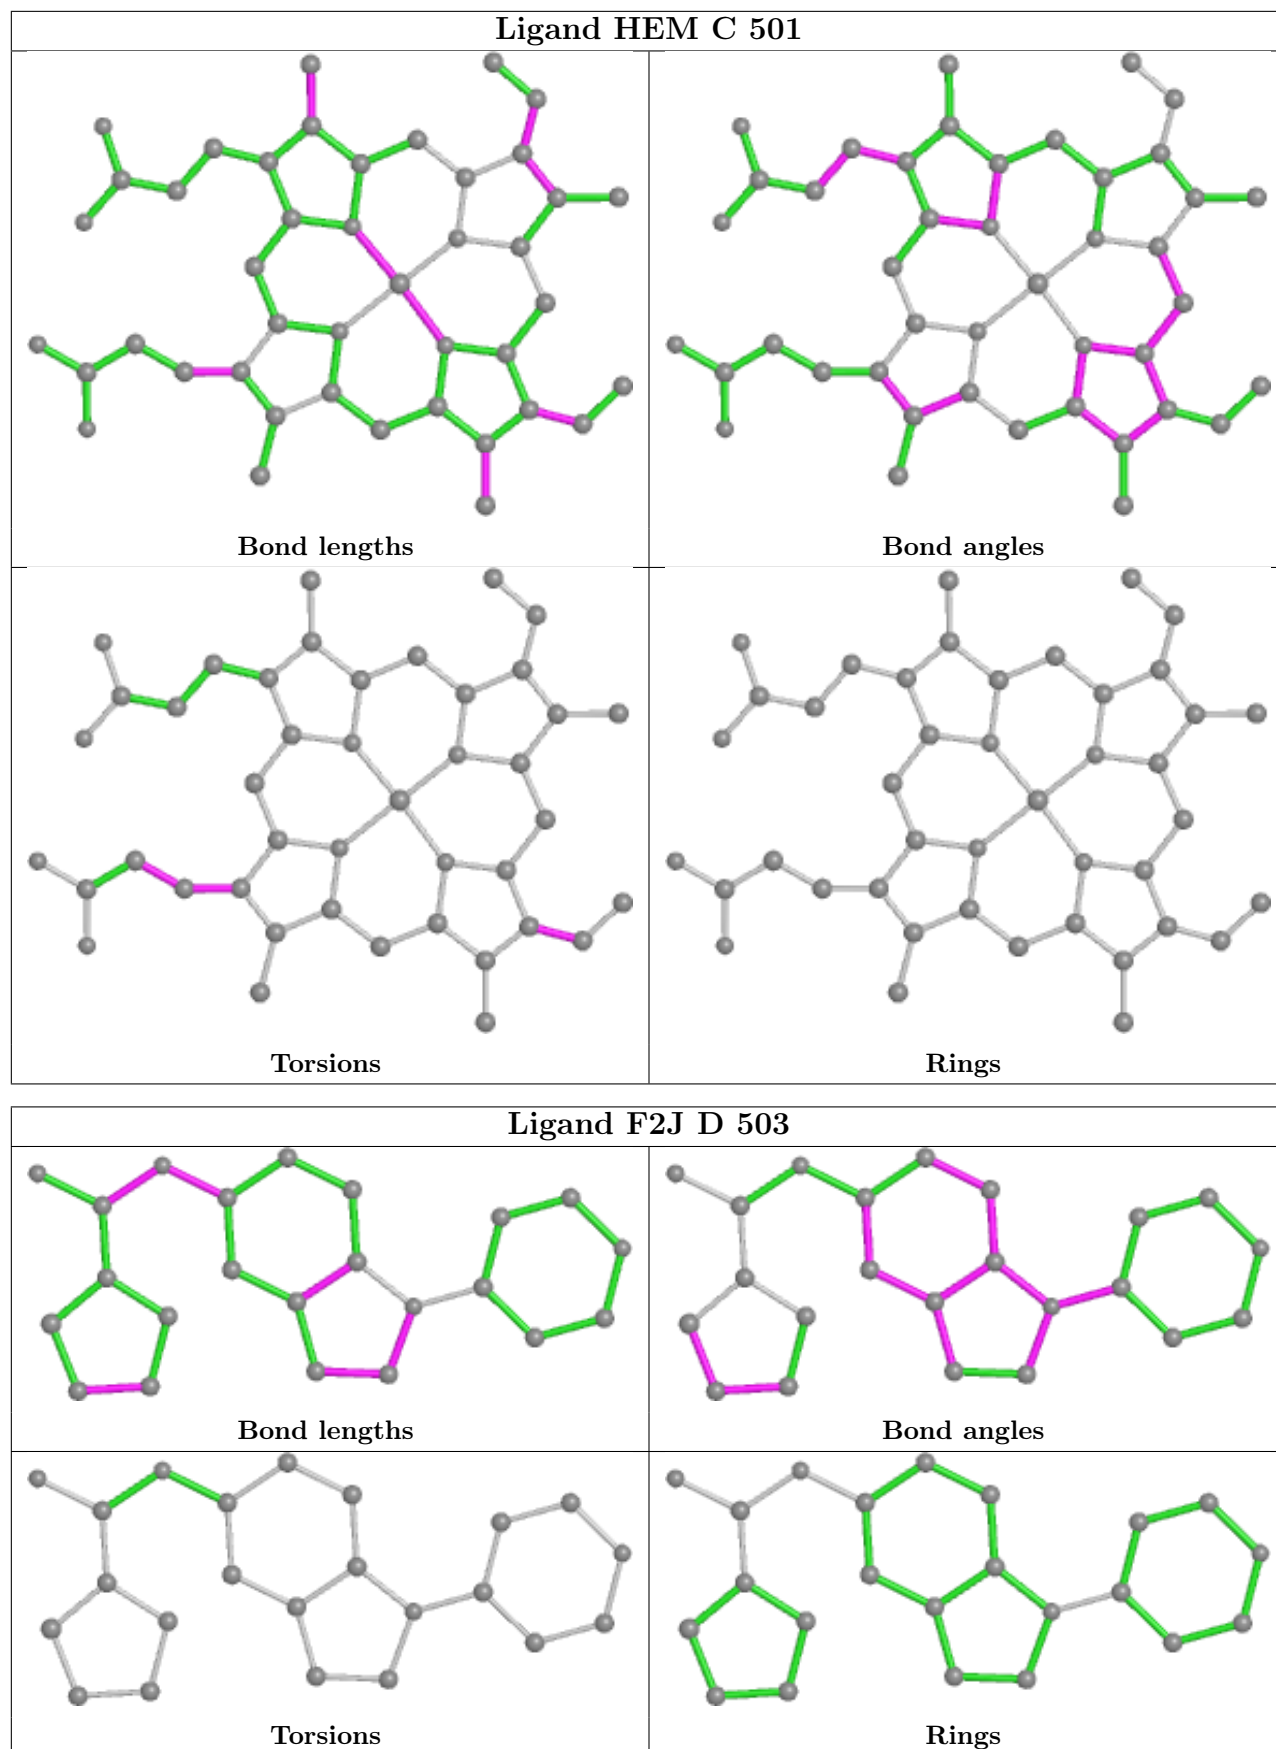 Ligand HEM C 501
Bond lengths
Bond angles
Torsions
Rings
Ligand F2J D 503
Bond lengths
Bond angles
Torsions
Rings